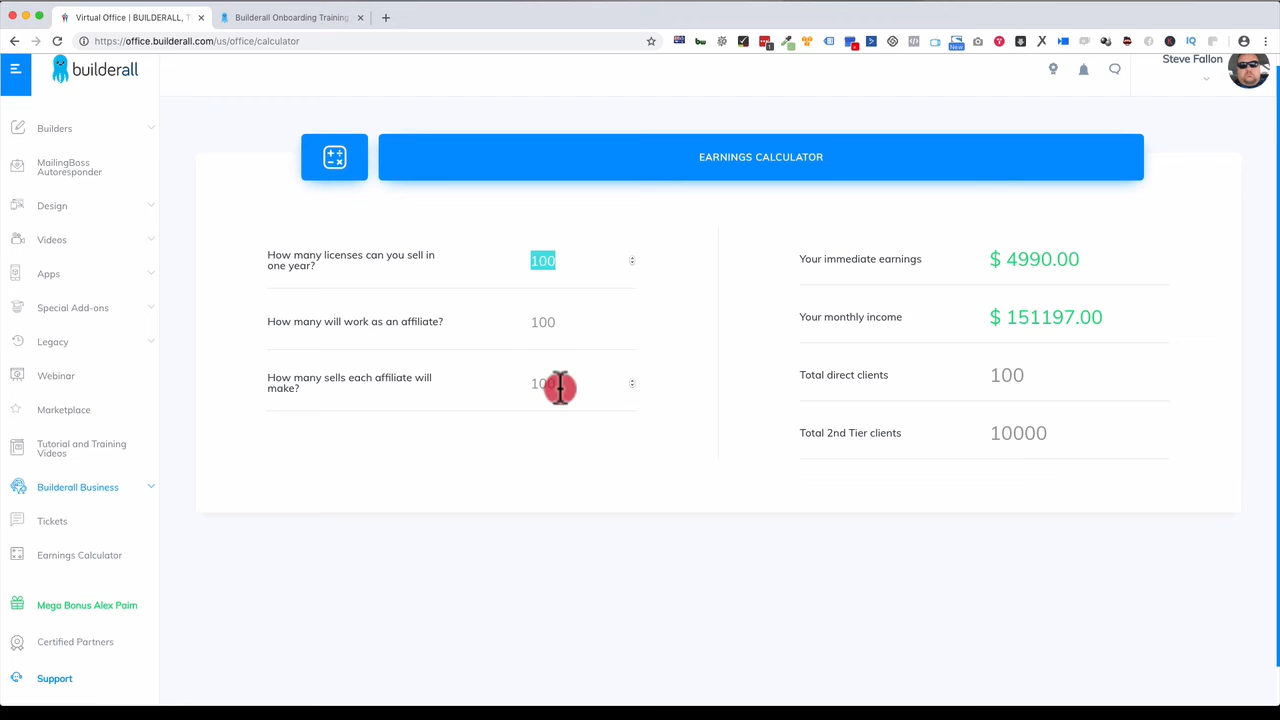 Virtual Office | BUILDERALL, T
Builderall Onboarding Training
https://office.builderall.com/us/office/calculator
New
builderall
Steve Fallon
Builders
MailingBoss
Autoresponder
Design
Videos
Apps
Special Add-ons
Legacy
Webinar
Marketplace
Tutorial and Training
Videos
Builderall Business
Tickets
Earnings Calculator
Mega Bonus Alex Paim
Certified Partners
Support
EARNINGS CALCULATOR
How many licenses can you sell in
one year?
100
How many will work as an affiliate?
100
How many sells each affiliate will
make?
100
Your immediate earnings
$ 4990.00
Your monthly income
$ 151197.00
Total direct clients
100
Total 2nd Tier clients
10000